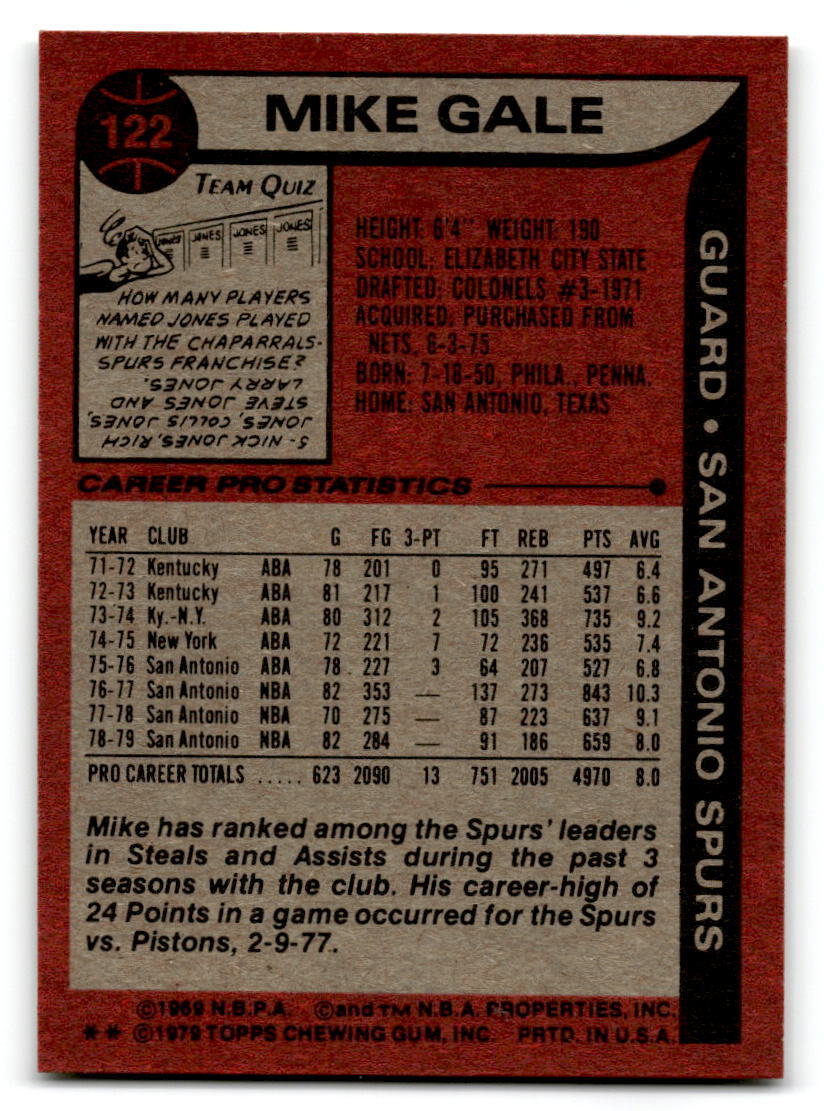 122
MIKE GALE
TEAM QUIZ
JONES JONES JONES JONES
HOW MANY PLAYERS
NAMED JONES PLAYED
WITH THE CHAPARRALS-
SPURS FRANCHISE?
5- NICK JONES, RICH
JONES, COLLIS JONES,
STEVE JONES AND
LARRY JONES.
HEIGHT: 6'4" WEIGHT: 190
SCHOOL: ELIZABETH CITY STATE
DRAFTED: COLONELS #3-1971
ACQUIRED: PURCHASED FROM
NETS, 6-3-75
BORN: 7-18-50, PHILA., PENNA.
HOME: SAN ANTONIO, TEXAS
GUARD • SAN ANTONIO SPURS
CAREER PRO STATISTICS
YEAR CLUB G FG 3-PT FT REB PTS AVG
71-72 Kentucky ABA 78 201 0 95 271 497 6.4
72-73 Kentucky ABA 81 217 1 100 241 537 6.6
73-74 Ky.-N.Y. ABA 80 312 2 105 368 735 9.2
74-75 New York ABA 72 221 7 72 236 535 7.4
75-76 San Antonio ABA 78 227 3 64 207 527 6.8
76-77 San Antonio NBA 82 353 — 137 273 843 10.3
77-78 San Antonio NBA 70 275 — 87 223 637 9.1
78-79 San Antonio NBA 82 284 — 91 186 659 8.0
PRO CAREER TOTALS ..... 623 2090 13 751 2005 4970 8.0
Mike has ranked among the Spurs' leaders
in Steals and Assists during the past 3
seasons with the club. His career-high of
24 Points in a game occurred for the Spurs
vs. Pistons, 2-9-77.
©1969 N.B.P.A. ©and TM N.B.A. PROPERTIES, INC.
** ©1979 TOPPS CHEWING GUM, INC. PRTD. IN U.S.A.